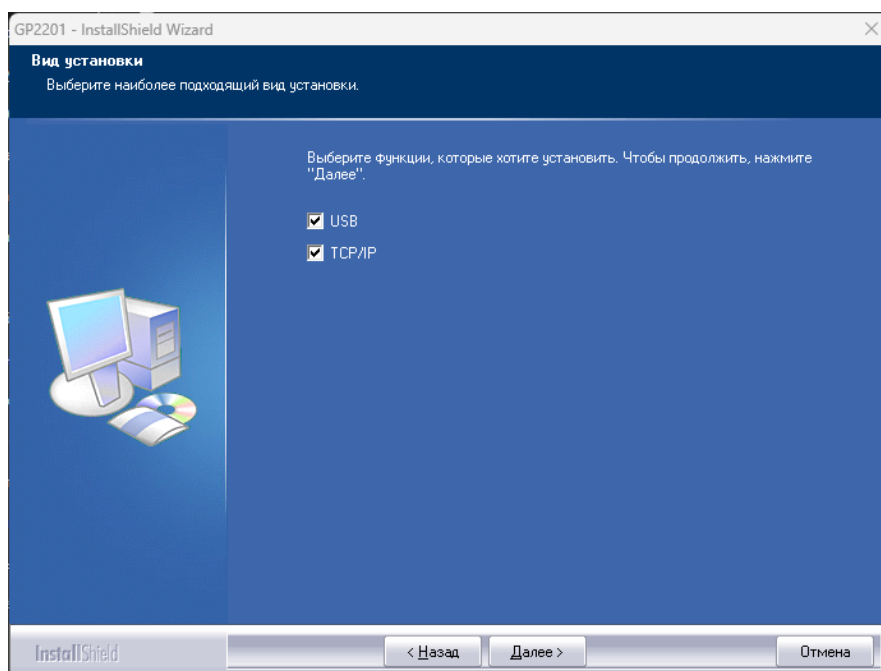 GP2201 - InstallShield Wizard
Вид установки
Выберите наиболее подходящий вид установки.
Выберите функции, которые хотите установить. Чтобы продолжить, нажмите
"Далее".
USB
TCP/IP
InstallShield
< Назад
Далее >
Отмена